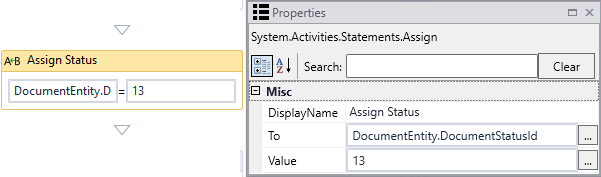 A+B Assign Status
DocumentEntity.D = 13
Properties
System.Activities.Statements.Assign
A Z Search: Clear
Misc
DisplayName Assign Status
To DocumentEntity.DocumentStatusId ...
Value 13 ...